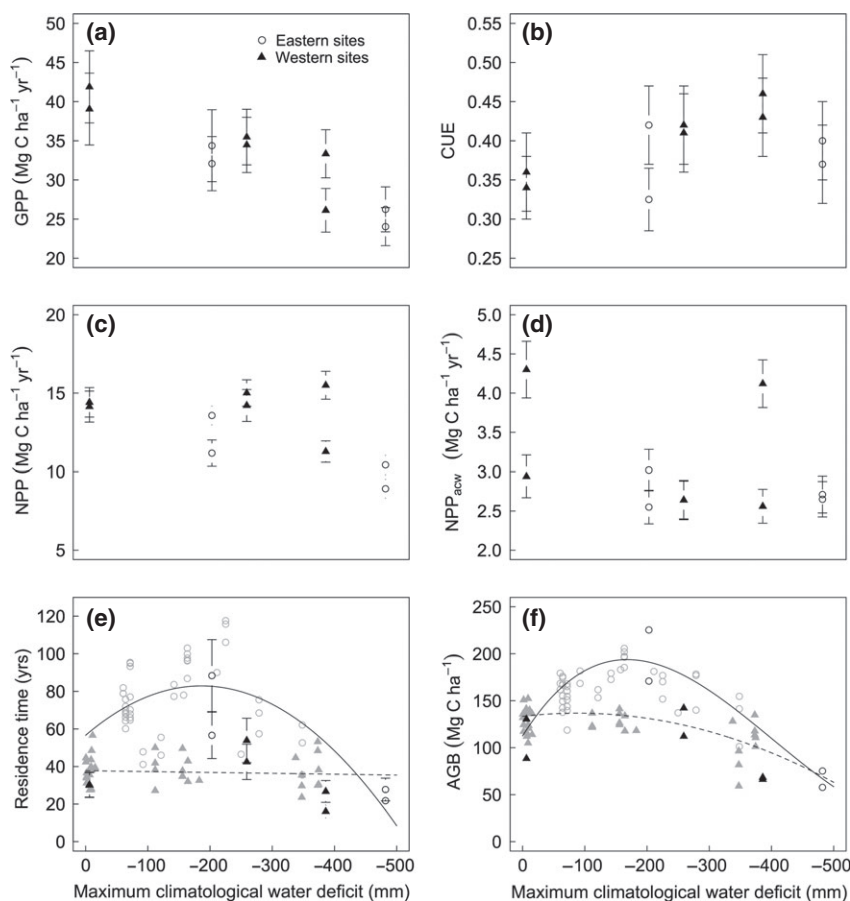 (a)
50
45
40
35
30
25
20
GPP (Mg C ha−1 yr−1)
Eastern sites
Western sites
(b)
0.55
0.50
0.45
0.40
0.35
0.30
0.25
CUE
(c)
20
15
10
5
NPP (Mg C ha−1 yr−1)
(d)
5.0
4.5
4.0
3.5
3.0
2.5
2.0
NPPacw (Mg C ha−1 yr−1)
(e)
120
100
80
60
40
20
0
Residence time (yrs)
0 −100 −200 −300 −400 −500
Maximum climatological water deficit (mm)
(f)
250
200
150
100
50
0
AGB (Mg C ha−1)
0 −100 −200 −300 −400 −500
Maximum climatological water deficit (mm)